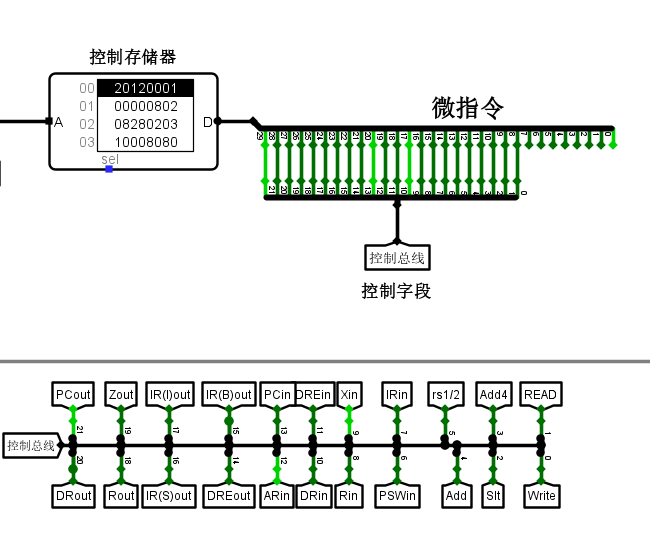 控制存储器
微指令
00 20120001
01 00000802
02 08280203
03 10008080
A
D
sel
29 28 27 26 25 24 23 22 21 20 19 18 17 16 15 14 13 12 11 10 9 8 7 6 5 4 3 2 1 0
21 20 19 18 17 16 15 14 13 12 11 10 9 8 7 6 5 4 3 2 1 0
控制总线
控制字段
PCout Zout IR(I)out IR(B)out PCin DREin Xin IRin rs1/2 Add4 READ
21 19 17 15 13 11 9 7 5 3 1
控制总线
20 18 16 14 12 10 8 6 4 2 0
DRout Rout IR(S)out DREout ARin DRin Rin PSWin Add Slt Write